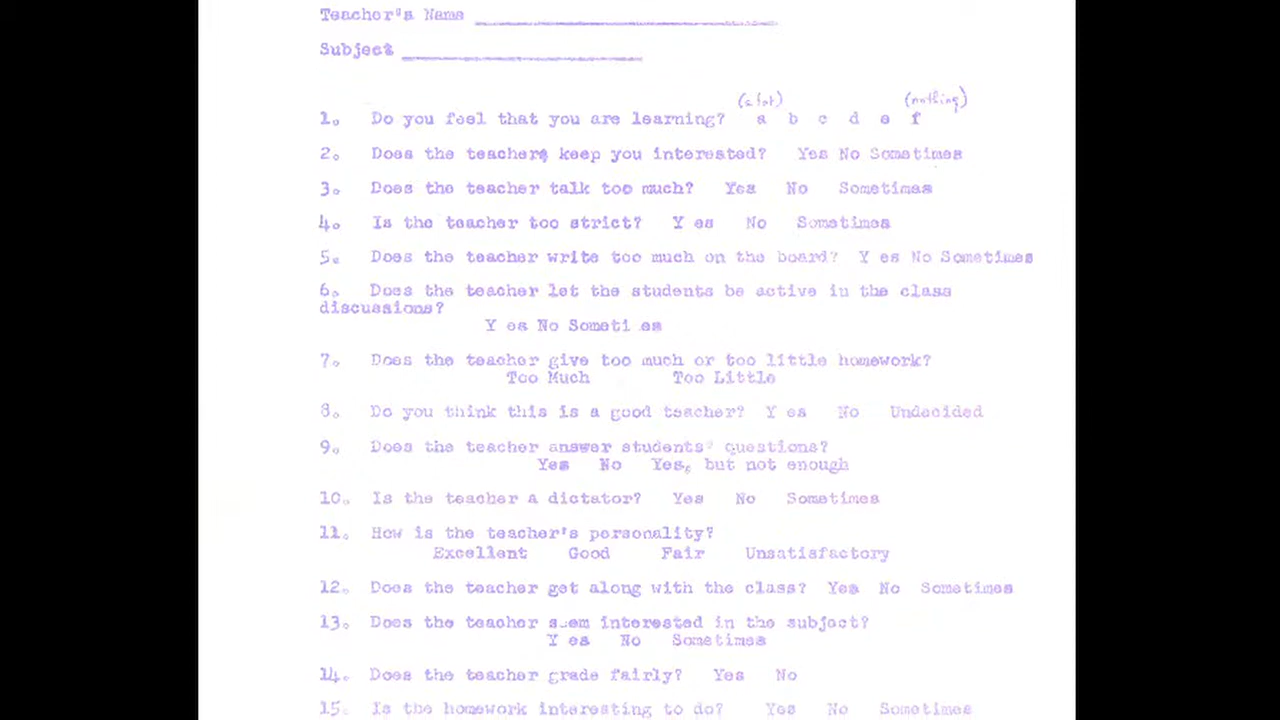 Teacher's Name
Subject
(a lot) (nothing)
1. Do you feel that you are learning? a b c d e f
2. Does the teacher keep you interested? Yes No Sometimes
3. Does the teacher talk too much? Yes No Sometimes
4. Is the teacher too strict? Y es No Sometimes
5. Does the teacher write too much on the board? Y es No Sometimes
6. Does the teacher let the students be active in the class
discussions?
Y es No Someti es
7. Does the teacher give too much or too little homework?
Too Much Too Little
8. Do you think this is a good teacher? Y es No Undecided
9. Does the teacher answer students' questions?
Yes No Yes, but not enough
10. Is the teacher a dictator? Yes No Sometimes
11. How is the teacher's personality?
Excellent Good Fair Unsatisfactory
12. Does the teacher get along with the class? Yes No Sometimes
13. Does the teacher seem interested in the subject?
Y es No Sometimes
14. Does the teacher grade fairly? Yes No
15. Is the homework interesting to do? Yes No Sometimes